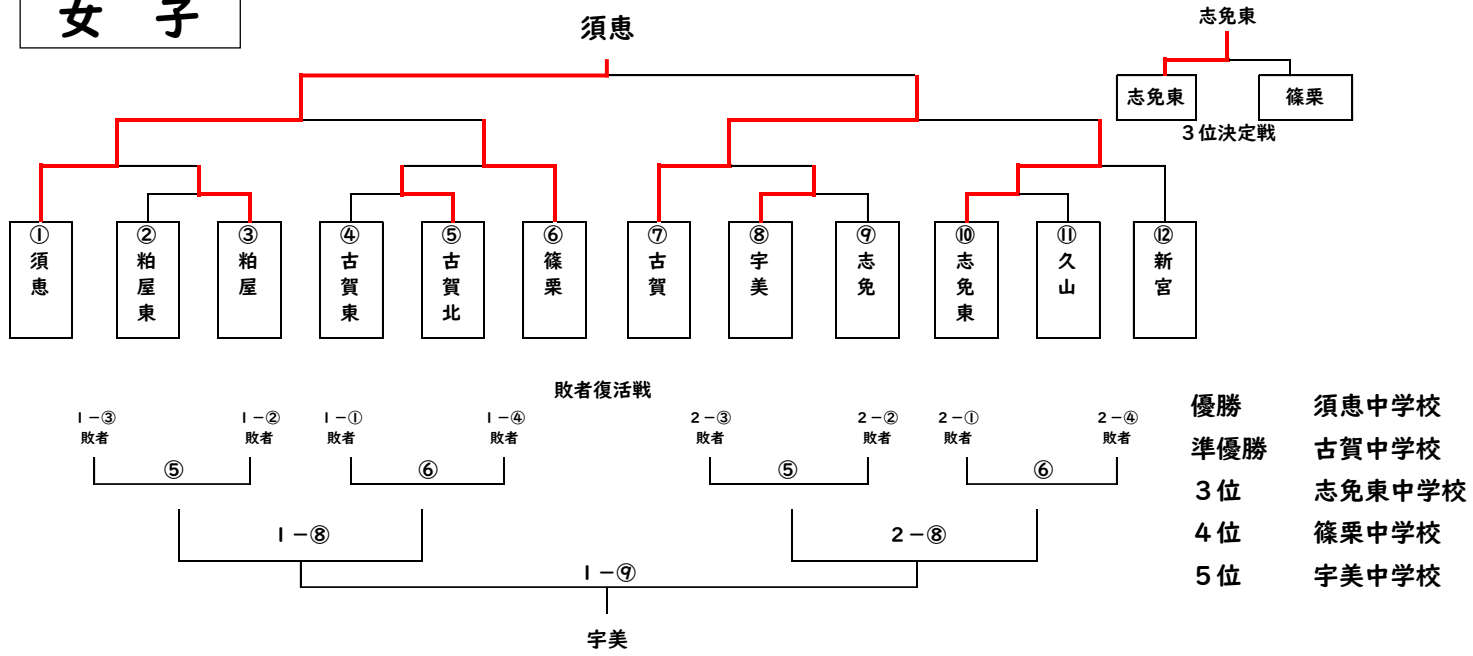 女 子
須恵
志免東
志免東
篠栗
３位決定戦
①
須
恵
②
粕
屋
東
③
粕
屋
④
古
賀
東
⑤
古
賀
北
⑥
篠
栗
⑦
古
賀
⑧
宇
美
⑨
志
免
⑩
志
免
東
⑪
久
山
⑫
新
宮
敗者復活戦
１－③
敗者
１－②
敗者
１－①
敗者
１－④
敗者
２－③
敗者
２－②
敗者
２－①
敗者
２－④
敗者
⑤
⑥
⑤
⑥
１－⑧
２－⑧
１－⑨
宇美
優勝 須恵中学校
準優勝 古賀中学校
３位 志免東中学校
４位 篠栗中学校
５位 宇美中学校